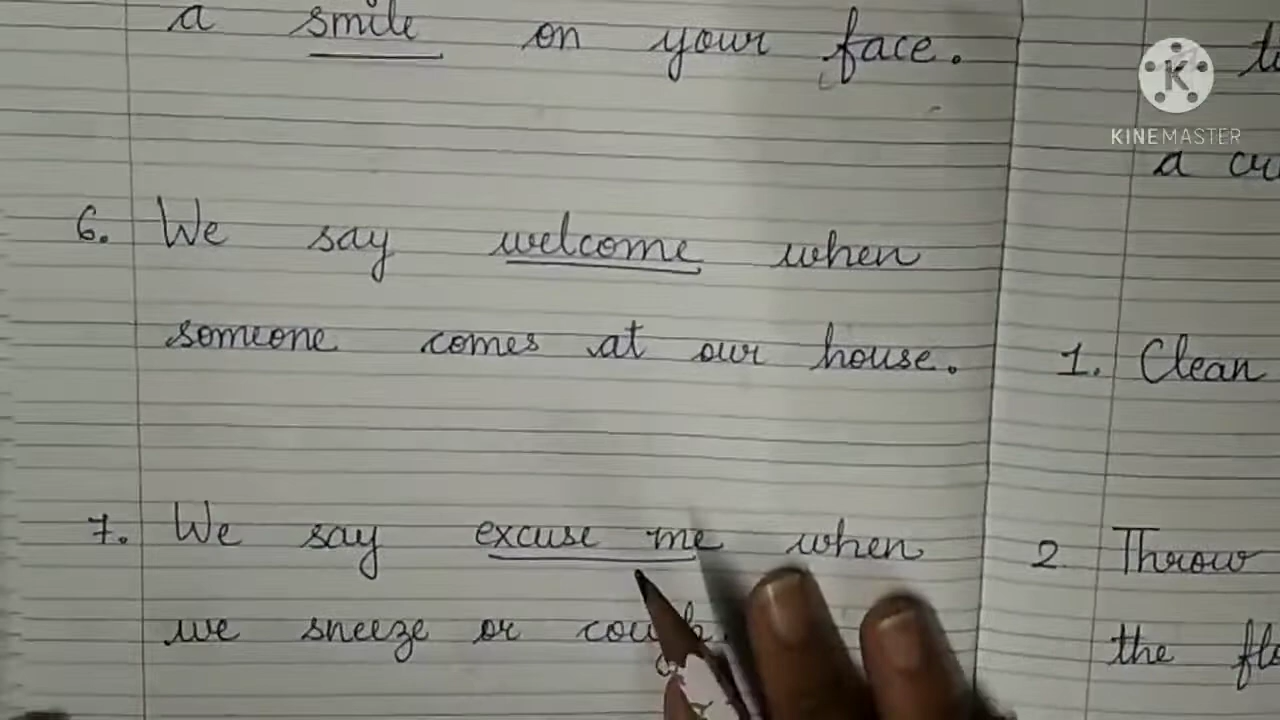 a smile on your face.
6. We say welcome when
someone comes at our house.
7. We say excuse me when
we sneeze or cough.
KINEMASTER
a
1. Clean
2 Throw
the